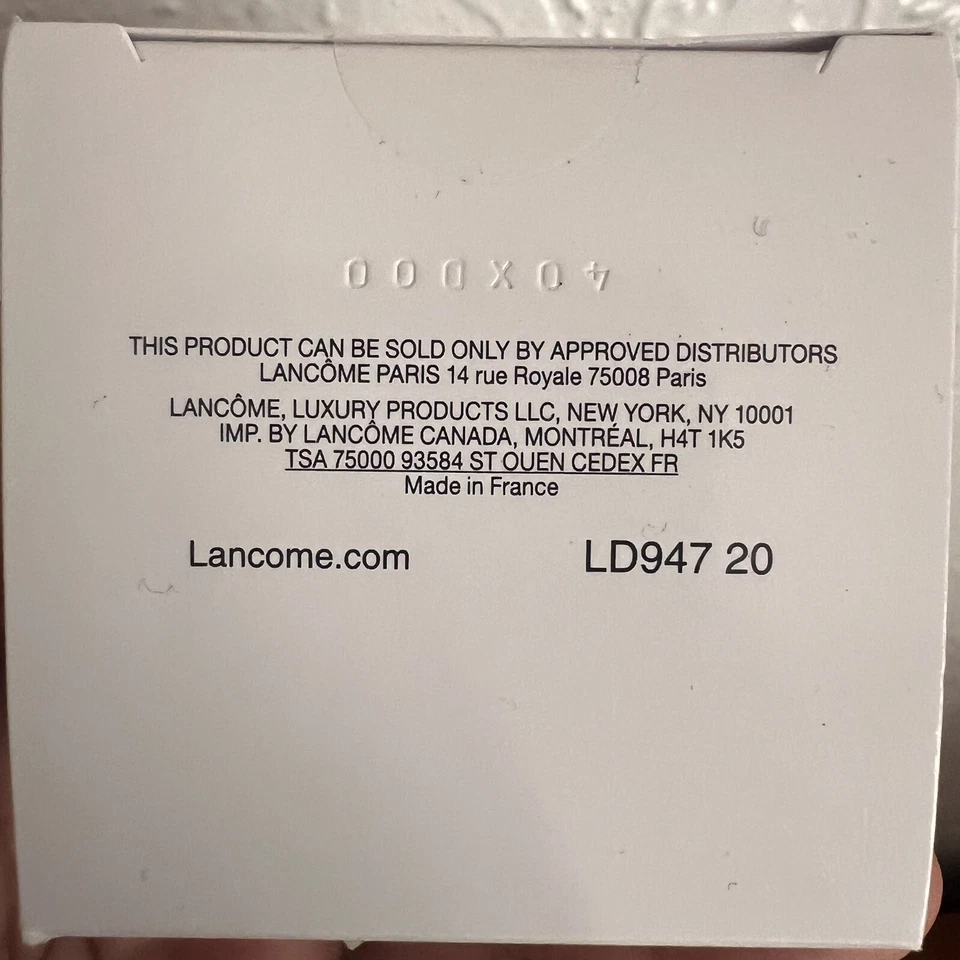 40X000
THIS PRODUCT CAN BE SOLD ONLY BY APPROVED DISTRIBUTORS
LANCÔME PARIS 14 rue Royale 75008 Paris
LANCÔME, LUXURY PRODUCTS LLC, NEW YORK, NY 10001
IMP. BY LANCÔME CANADA, MONTRÉAL, H4T 1K5
TSA 75000 93584 ST OUEN CEDEX FR
Made in France
Lancome.com
LD947 20